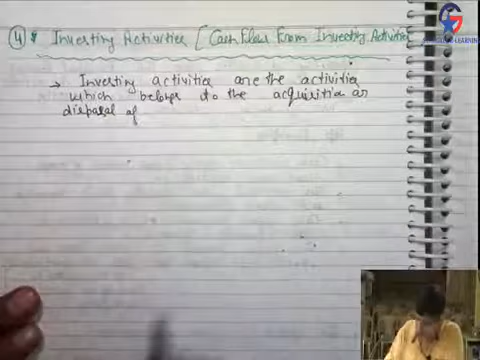 4 * Investing Activities [ Cash Flow From Investing Activities
→ Investing activities are the activities
which belongs to the acquisition or
disposal of